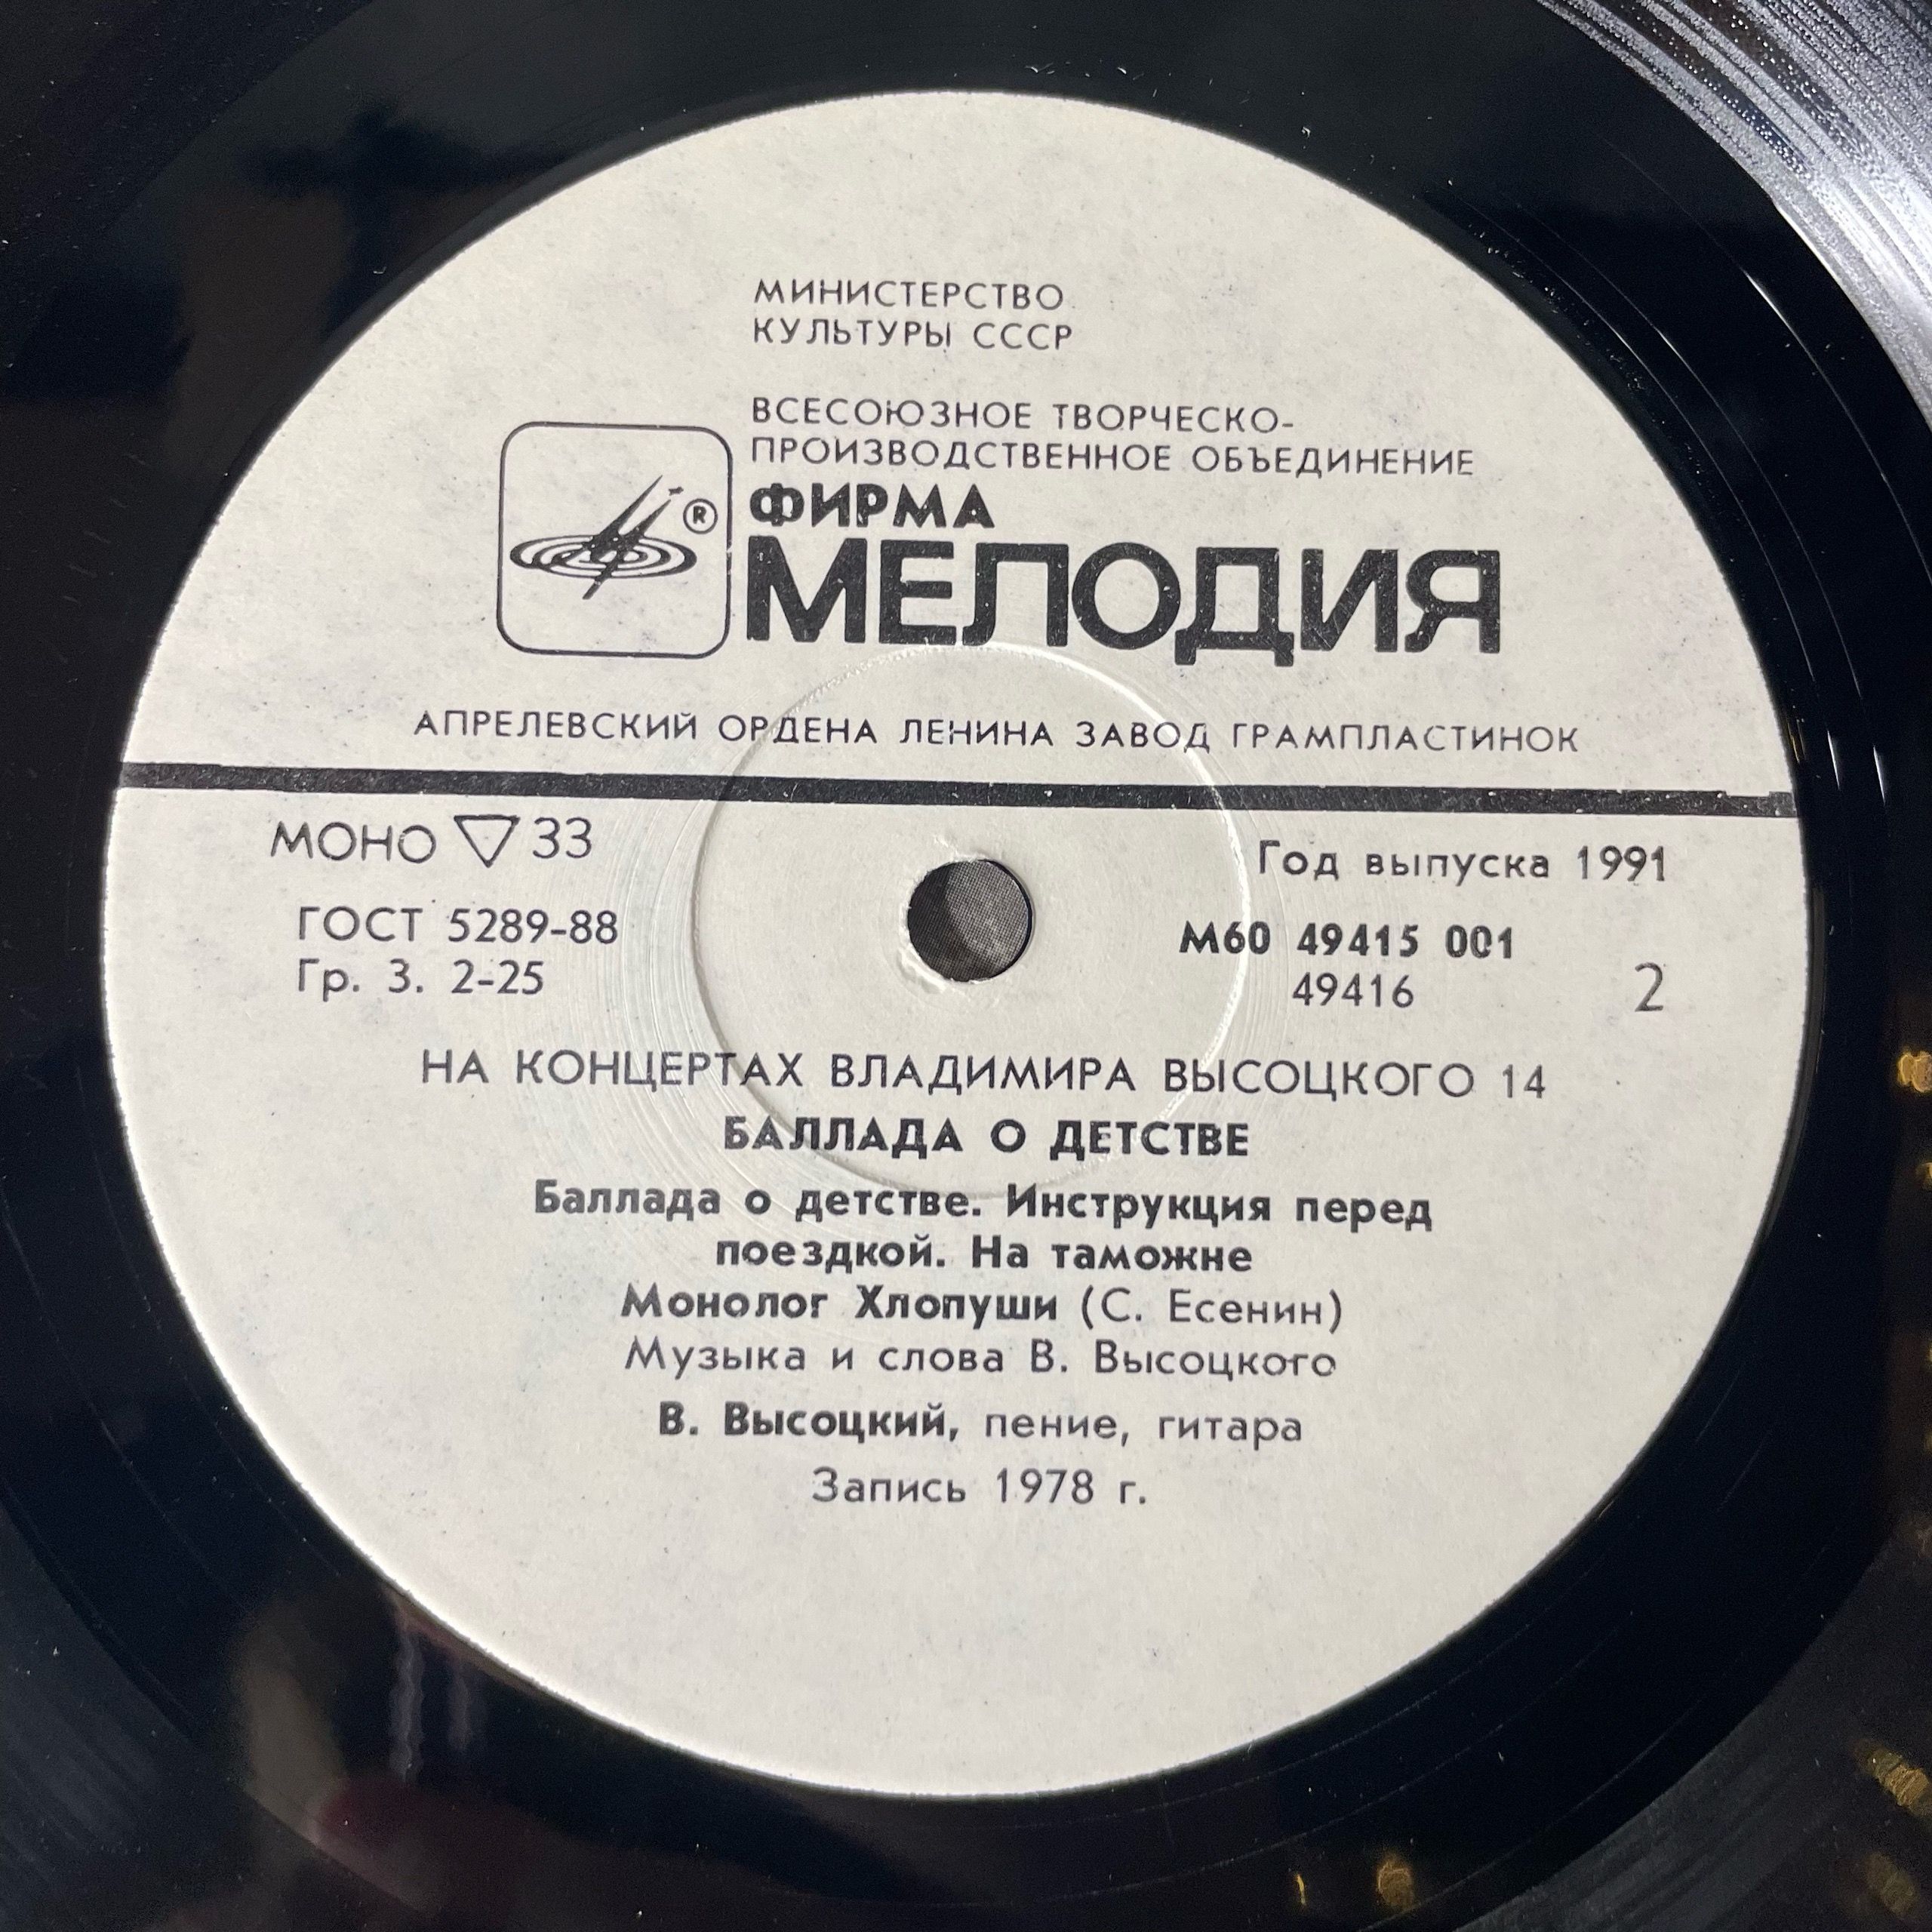 МИНИСТЕРСТВО
КУЛЬТУРЫ СССР
ВСЕСОЮЗНОЕ ТВОРЧЕСКО-
ПРОИЗВОДСТВЕННОЕ ОБЪЕДИНЕНИЕ
®
ФИРМА
МЕЛОДИЯ
АПРЕЛЕВСКИЙ ОРДЕНА ЛЕНИНА ЗАВОД ГРАМПЛАСТИНОК
МОНО ▽ 33
Год выпуска 1991
ГОСТ 5289-88
М60 49415 001
Гр. 3. 2-25
49416
2
НА КОНЦЕРТАХ ВЛАДИМИРА ВЫСОЦКОГО 14
БАЛЛАДА О ДЕТСТВЕ
Баллада о детстве. Инструкция перед
поездкой. На таможне
Монолог Хлопуши (С. Есенин)
Музыка и слова В. Высоцкого
В. Высоцкий, пение, гитара
Запись 1978 г.